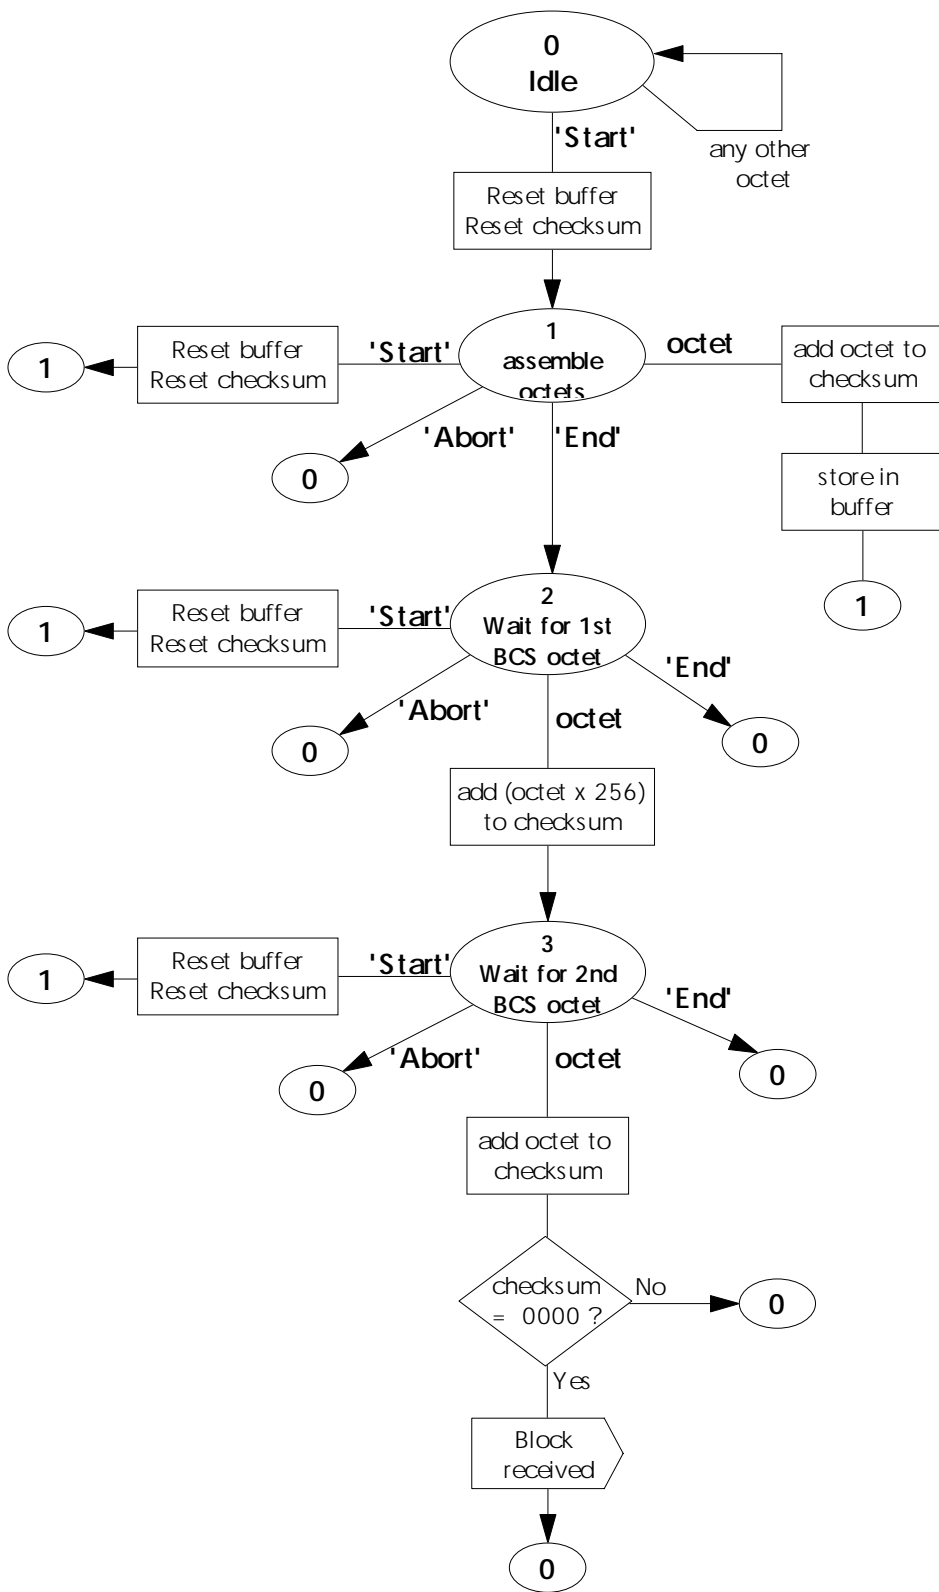 0
Idle
'Start'
any other
octet
Reset buffer
Reset checksum
1
assemble
octets
'Start'
Reset buffer
Reset checksum
1
octet
add octet to
checksum
'Abort'
'End'
0
store in
buffer
1
2
Wait for 1st
BCS octet
'Start'
Reset buffer
Reset checksum
1
'Abort'
0
octet
'End'
0
add (octet x 256)
to checksum
3
Wait for 2nd
BCS octet
'Start'
Reset buffer
Reset checksum
1
'Abort'
0
octet
'End'
0
add octet to
checksum
checksum
= 0000 ?
No
0
Yes
Block
received
0